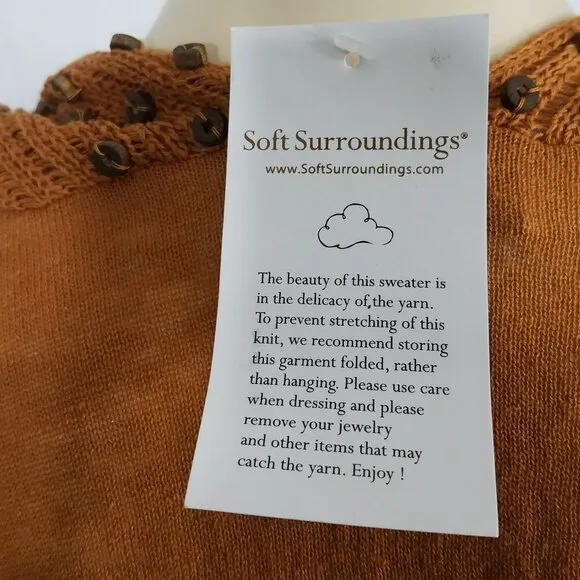 Soft Surroundings®
www.SoftSurroundings.com
The beauty of this sweater is
in the delicacy of,the yarn.
To prevent stretching of this
knit, we recommend storing
this garment folded, rather
than hanging. Please use care
when dressing and please
remove your jewelry
and other items that may
catch the yarn. Enjoy !